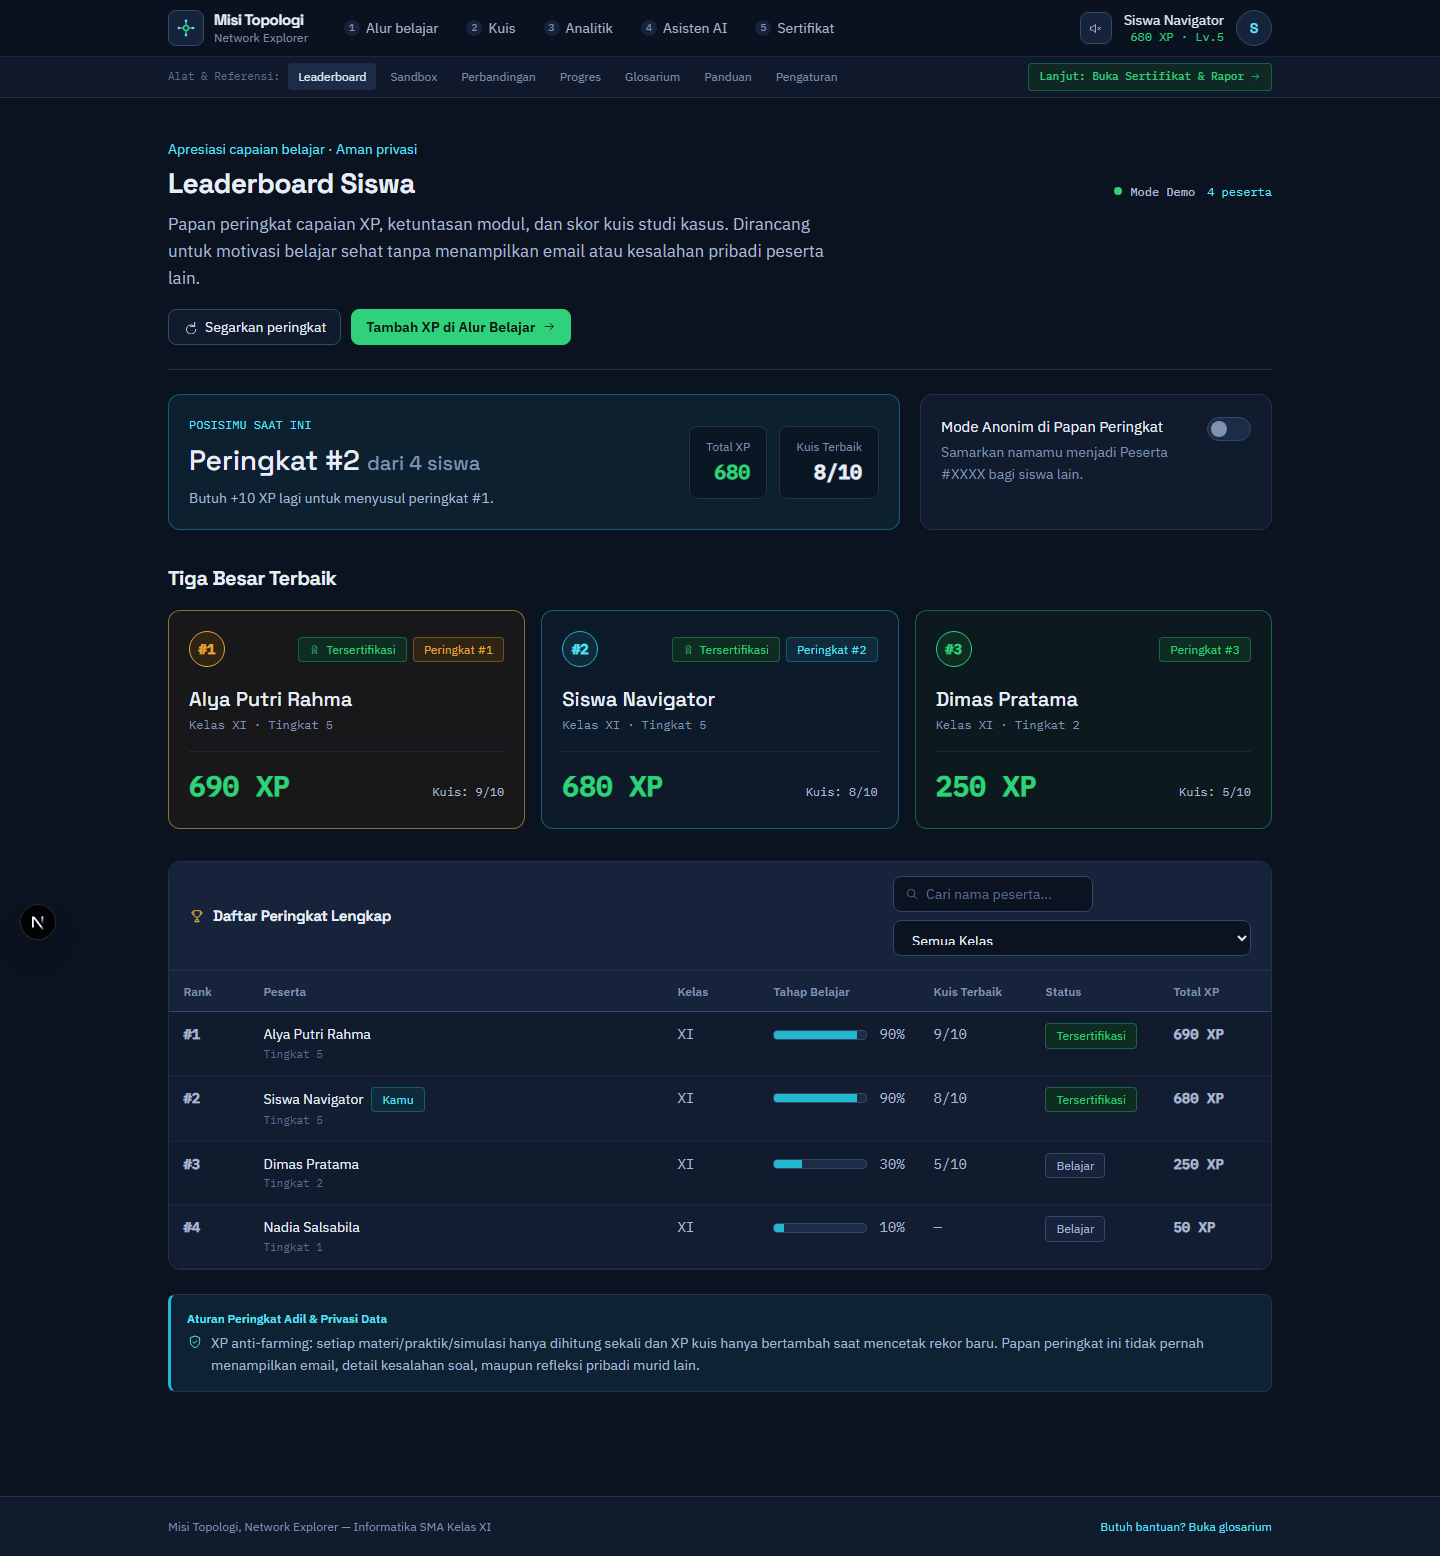 Misi Topologi
Network Explorer
1 Alur belajar
2 Kuis
3 Analitik
4 Asisten AI
5 Sertifikat
Siswa Navigator
680 XP · Lv.5
S
Alat & Referensi:
Leaderboard
Sandbox
Perbandingan
Progres
Glosarium
Panduan
Pengaturan
Lanjut: Buka Sertifikat & Rapor →
Apresiasi capaian belajar · Aman privasi
Leaderboard Siswa
Mode Demo 4 peserta
Papan peringkat capaian XP, ketuntasan modul, dan skor kuis studi kasus. Dirancang
untuk motivasi belajar sehat tanpa menampilkan email atau kesalahan pribadi peserta
lain.
Segarkan peringkat
Tambah XP di Alur Belajar →
POSISIMU SAAT INI
Peringkat #2 dari 4 siswa
Butuh +10 XP lagi untuk menyusul peringkat #1.
Total XP
680
Kuis Terbaik
8/10
Mode Anonim di Papan Peringkat
Samarkan namamu menjadi Peserta
#XXXX bagi siswa lain.
Tiga Besar Terbaik
#1
Tersertifikasi
Peringkat #1
Alya Putri Rahma
Kelas XI · Tingkat 5
690 XP
Kuis: 9/10
#2
Tersertifikasi
Peringkat #2
Siswa Navigator
Kelas XI · Tingkat 5
680 XP
Kuis: 8/10
#3
Peringkat #3
Dimas Pratama
Kelas XI · Tingkat 2
250 XP
Kuis: 5/10
N
Daftar Peringkat Lengkap
Cari nama peserta...
Semua Kelas
Rank Peserta Kelas Tahap Belajar Kuis Terbaik Status Total XP
#1 Alya Putri Rahma XI 90% 9/10 Tersertifikasi 690 XP
Tingkat 5
#2 Siswa Navigator Kamu XI 90% 8/10 Tersertifikasi 680 XP
Tingkat 5
#3 Dimas Pratama XI 30% 5/10 Belajar 250 XP
Tingkat 2
#4 Nadia Salsabila XI 10% — Belajar 50 XP
Tingkat 1
Aturan Peringkat Adil & Privasi Data
XP anti-farming: setiap materi/praktik/simulasi hanya dihitung sekali dan XP kuis hanya bertambah saat mencetak rekor baru. Papan peringkat ini tidak pernah
menampilkan email, detail kesalahan soal, maupun refleksi pribadi murid lain.
Misi Topologi, Network Explorer — Informatika SMA Kelas XI
Butuh bantuan? Buka glosarium